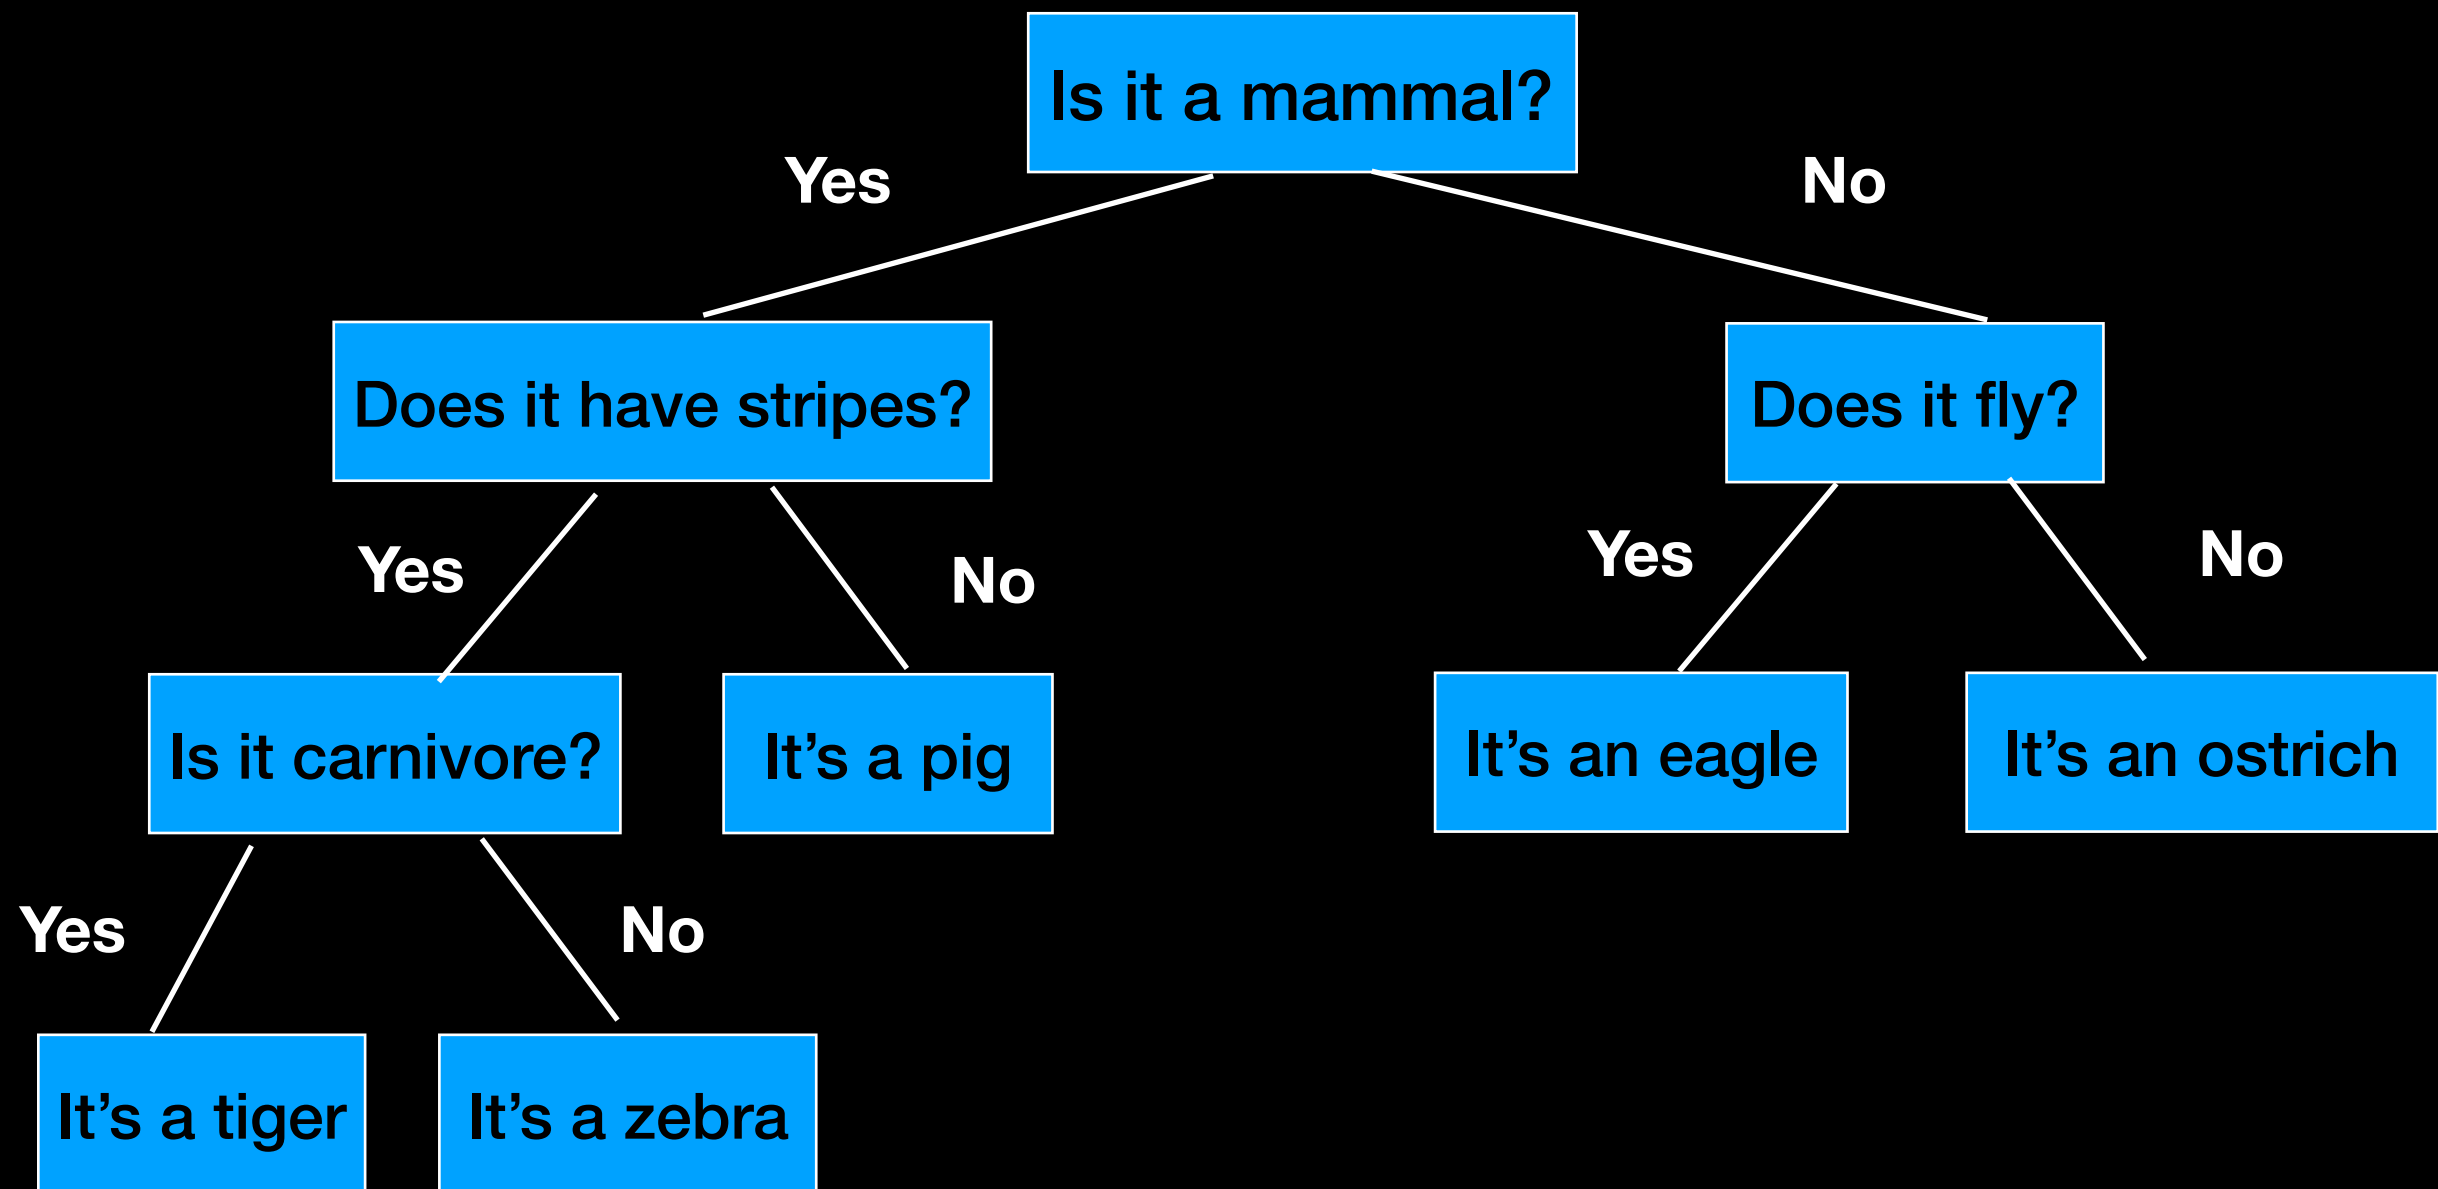 Is it a mammal?
Yes
No
Does it have stripes?
Does it fly?
Yes
No
Yes
No
Is it carnivore?
It’s a pig
It’s an eagle
It’s an ostrich
Yes
No
It’s a tiger
It’s a zebra